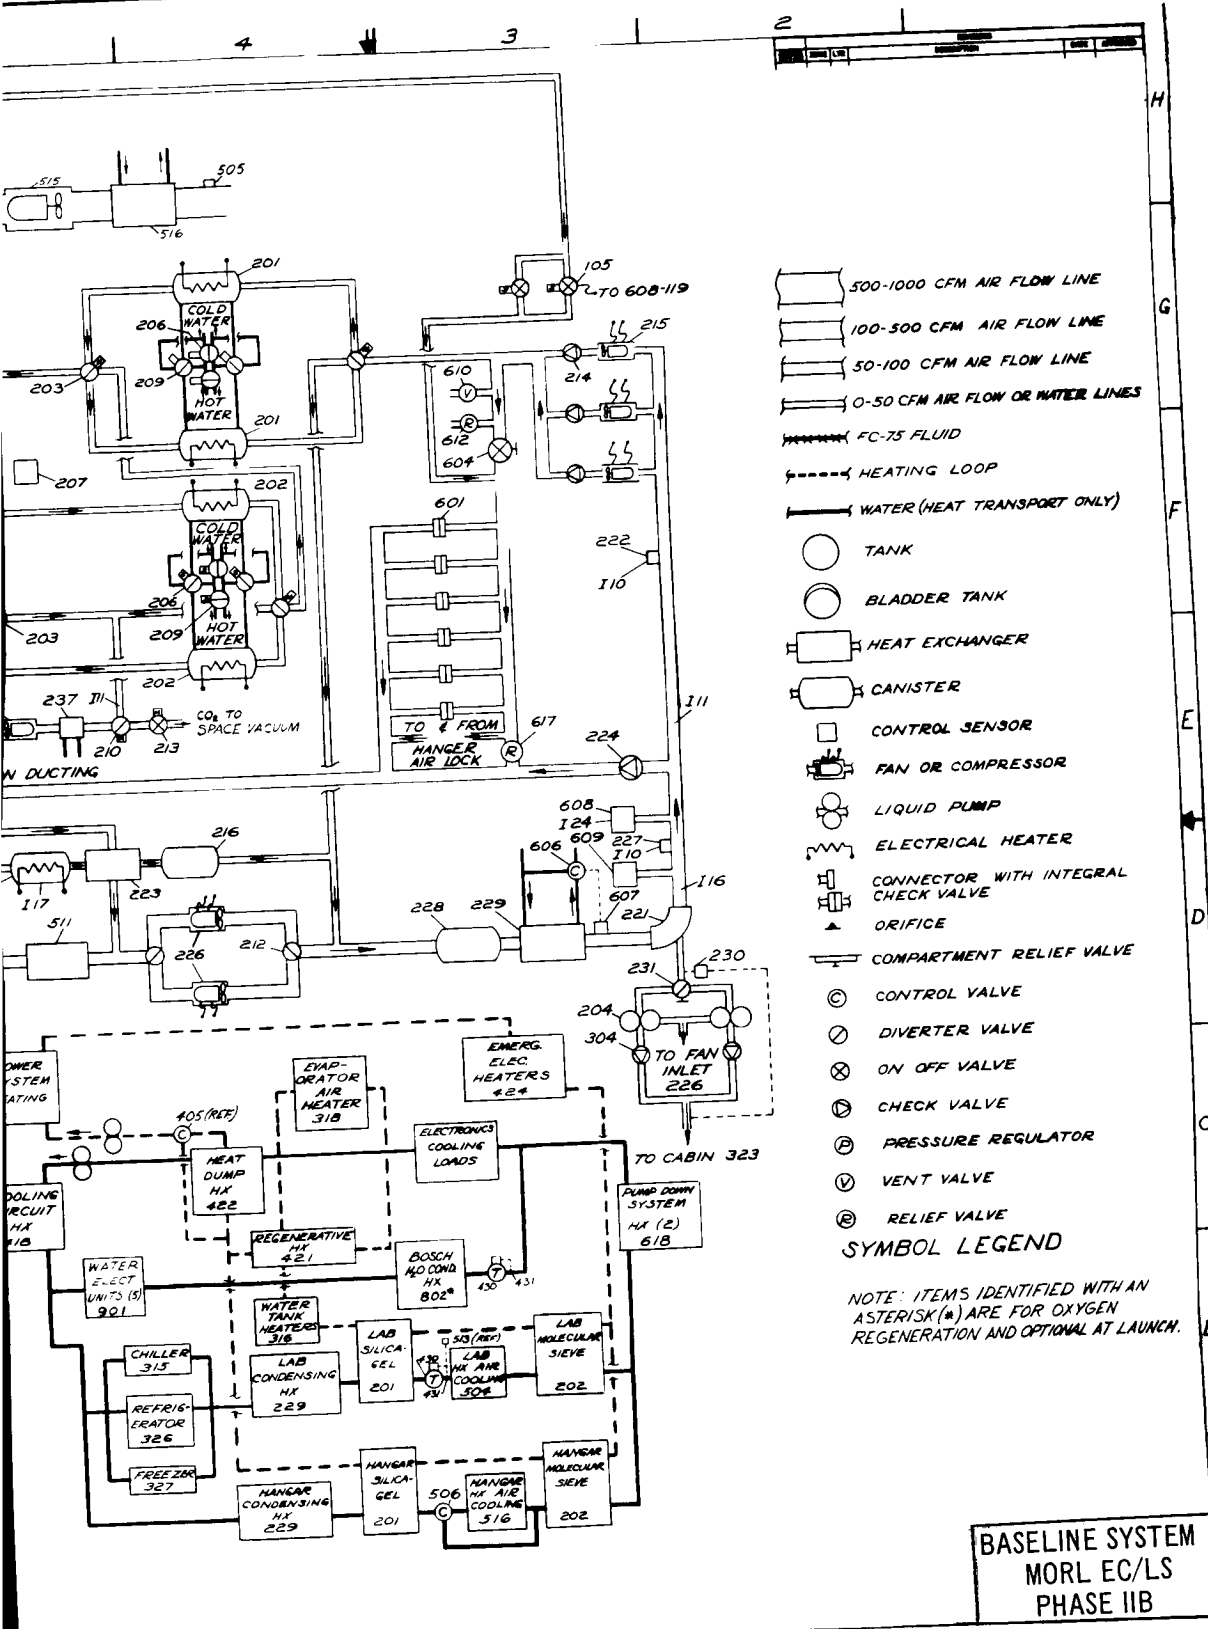 4
3
2
DESCRIPTION
DATE
H
G
F
E
D
C
515
505
516
201
COLD
WATER
206
203
209
HOT
WATER
201
207
202
COLD
WATER
206
203
209
HOT
WATER
202
237
I11
210
213
CO2 TO
SPACE VACUUM
N DUCTING
105
TO 608-119
215
214
610
V
612
R
604
601
222
I10
I11
TO & FROM
HANGER
AIR LOCK
617
R
224
608
I24
609
227
I10
I16
606
C
607
221
216
I17
223
511
226
212
228
229
230
231
204
304
TO FAN
INLET
226
TO CABIN 323
500-1000 CFM AIR FLOW LINE
100-500 CFM AIR FLOW LINE
50-100 CFM AIR FLOW LINE
0-50 CFM AIR FLOW OR WATER LINES
FC-75 FLUID
HEATING LOOP
WATER (HEAT TRANSPORT ONLY)
TANK
BLADDER TANK
HEAT EXCHANGER
CANISTER
CONTROL SENSOR
FAN OR COMPRESSOR
LIQUID PUMP
ELECTRICAL HEATER
CONNECTOR WITH INTEGRAL
CHECK VALVE
ORIFICE
COMPARTMENT RELIEF VALVE
C CONTROL VALVE
DIVERTER VALVE
ON OFF VALVE
CHECK VALVE
P PRESSURE REGULATOR
V VENT VALVE
R RELIEF VALVE
SYMBOL LEGEND
NOTE: ITEMS IDENTIFIED WITH AN
ASTERISK (*) ARE FOR OXYGEN
REGENERATION AND OPTIONAL AT LAUNCH.
OWER
YSTEM
ATING
EVAP-
ORATOR
AIR
HEATER
318
EMERG.
ELEC.
HEATERS
424
405 (REF)
C
HEAT
DUMP
HX
422
ELECTRONICS
COOLING
LOADS
OOLING
IRCUIT
HX
418
PUMP DOWN
SYSTEM
HX (2)
618
REGENERATIVE
HX
421
WATER
ELECT
UNITS (5)
901
BOSCH
H2O COND.
HX
802*
T
430
431
WATER
TANK
HEATERS
316
LAB
SILICA-
GEL
201
513 (REF)
430
T
431
LAB
HX AIR
COOLING
504
LAB
MOLECULAR
SIEVE
202
CHILLER
315
LAB
CONDENSING
HX
229
REFRIG-
ERATOR
326
FREEZER
327
HANGAR
CONDENSING
HX
229
HANGAR
SILICA-
GEL
201
506
C
HANGAR
HX AIR
COOLING
516
HANGAR
MOLECULAR
SIEVE
202
BASELINE SYSTEM
MORL EC/LS
PHASE IIB